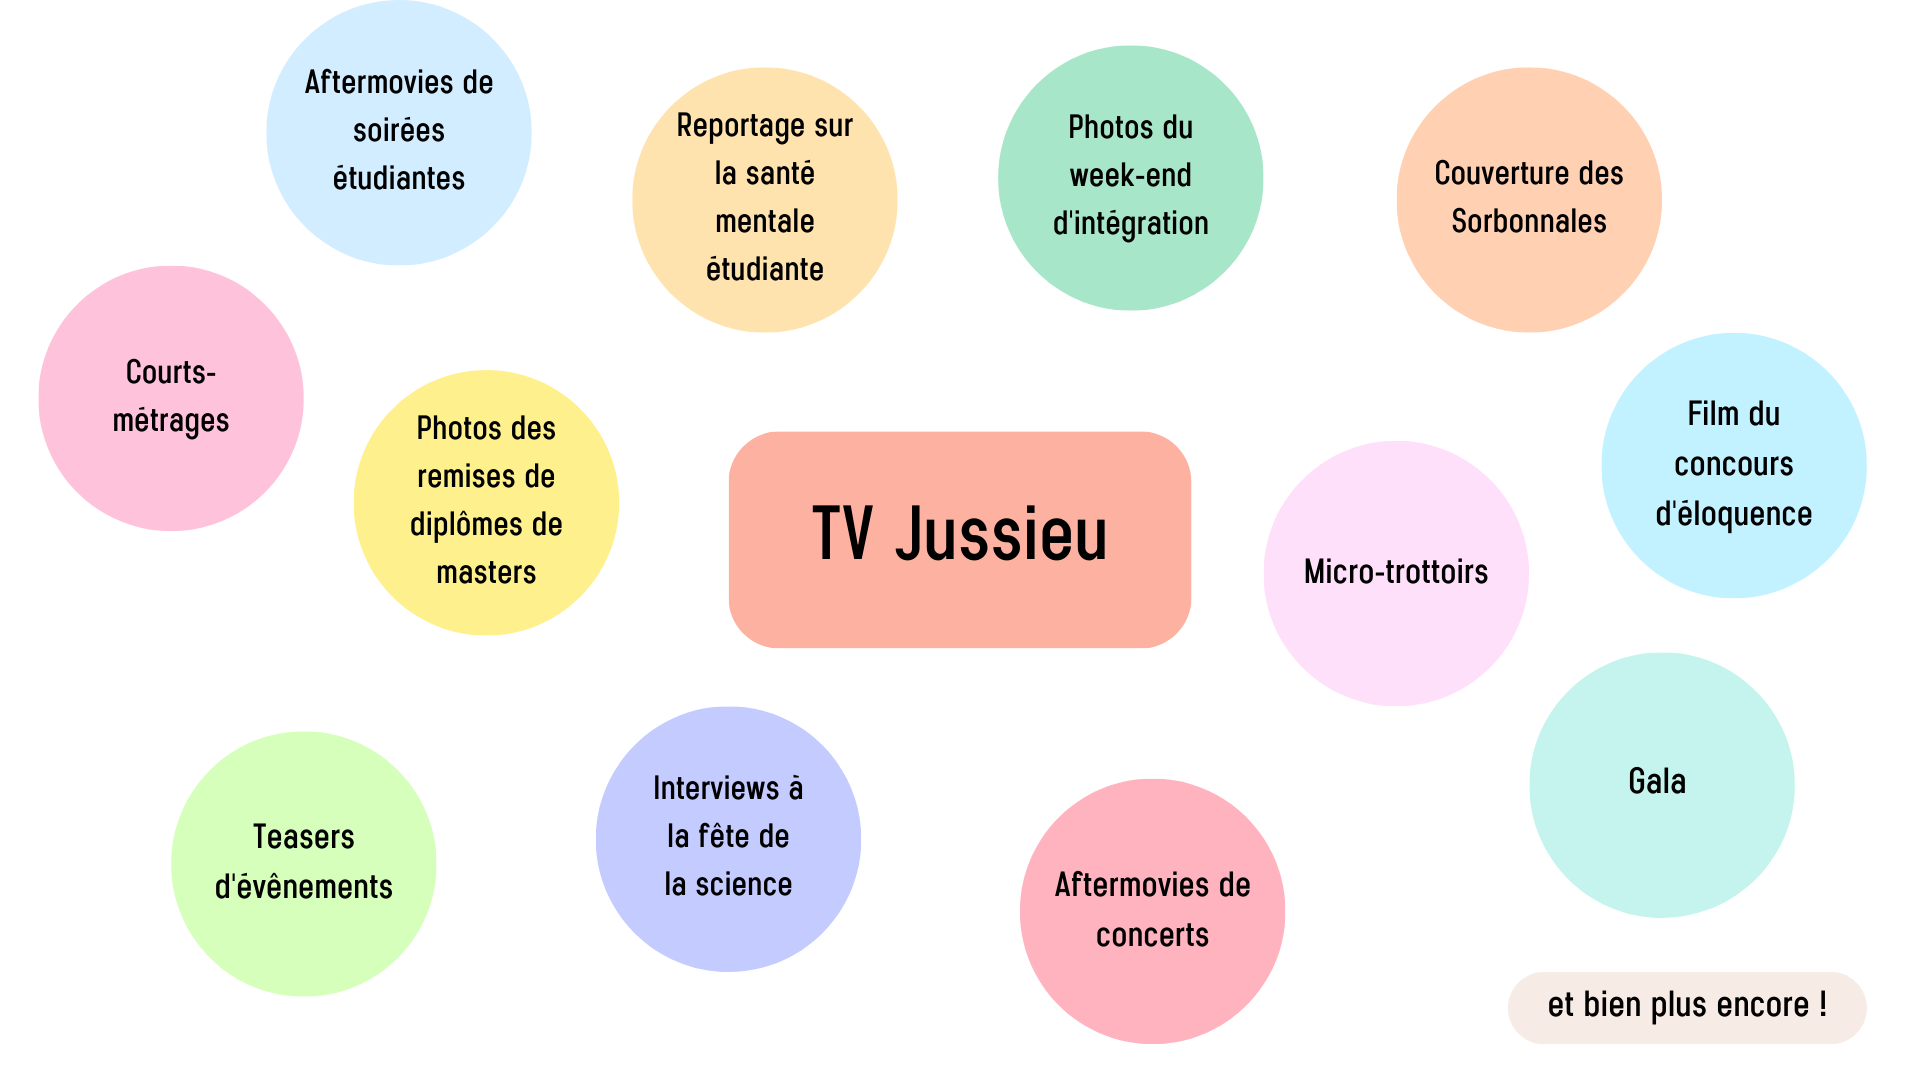 Aftermovies de
soirées
étudiantes
Reportage sur
la santé
mentale
étudiante
Photos du
week-end
d'intégration
Couverture des
Sorbonnales
Courts-
métrages
Photos des
remises de
diplômes de
masters
TV Jussieu
Micro-trottoirs
Film du
concours
d'éloquence
Teasers
d'évênements
Interviews à
la fête de
la science
Aftermovies de
concerts
Gala
et bien plus encore !